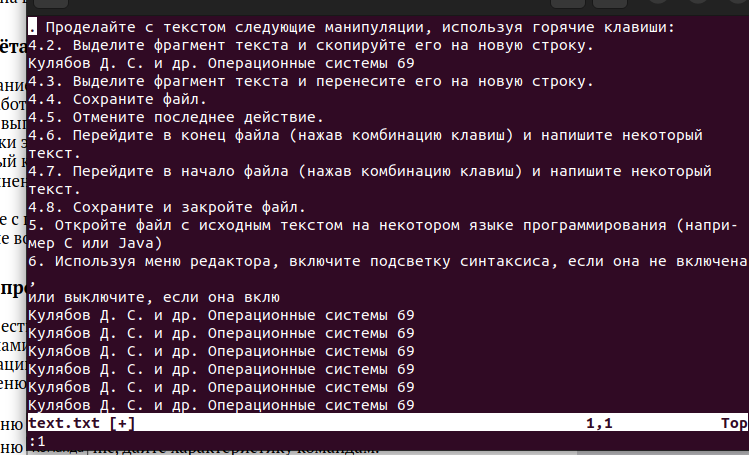 . Проделайте с текстом следующие манипуляции, используя горячие клавиши:
4.2. Выделите фрагмент текста и скопируйте его на новую строку.
Кулябов Д. С. и др. Операционные системы 69
4.3. Выделите фрагмент текста и перенесите его на новую строку.
4.4. Сохраните файл.
4.5. Отмените последнее действие.
4.6. Перейдите в конец файла (нажав комбинацию клавиш) и напишите некоторый
текст.
4.7. Перейдите в начало файла (нажав комбинацию клавиш) и напишите некоторый
текст.
4.8. Сохраните и закройте файл.
5. Откройте файл с исходным текстом на некотором языке программирования (напри-
мер C или Java)
6. Используя меню редактора, включите подсветку синтаксиса, если она не включена
,
или выключите, если она вклю
Кулябов Д. С. и др. Операционные системы 69
Кулябов Д. С. и др. Операционные системы 69
Кулябов Д. С. и др. Операционные системы 69
Кулябов Д. С. и др. Операционные системы 69
Кулябов Д. С. и др. Операционные системы 69
Кулябов Д. С. и др. Операционные системы 69
text.txt [+] 1,1 Top
:1